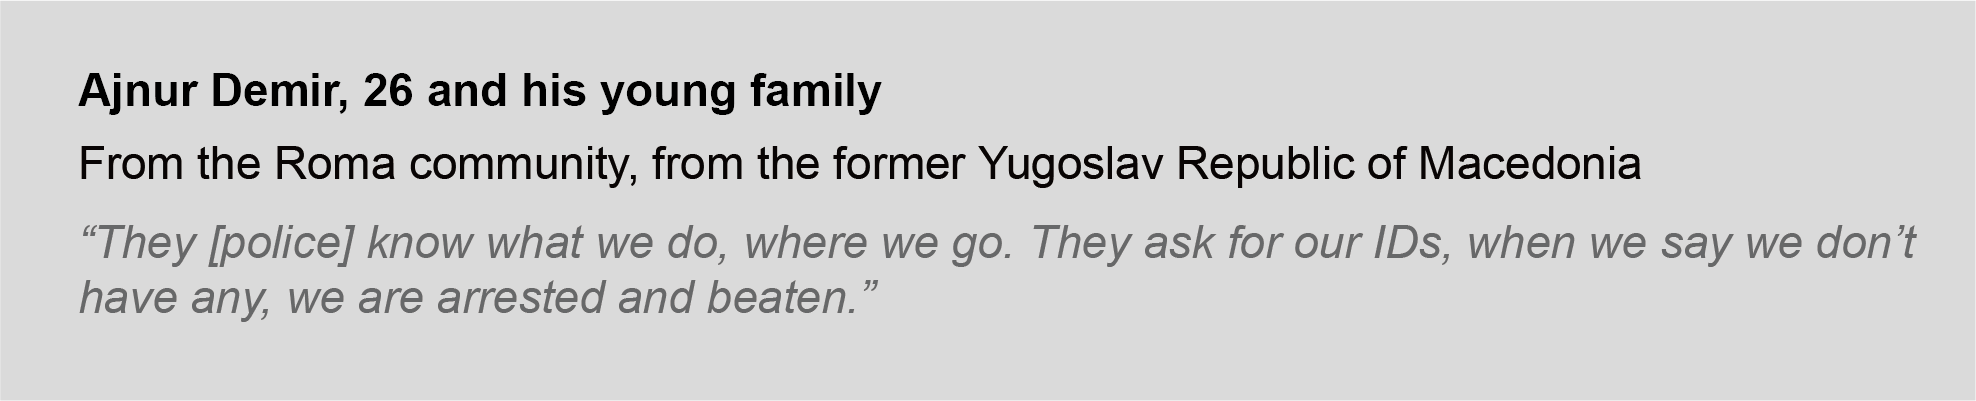 Ajnur Demir, 26 and his young family
From the Roma community, from the former Yugoslav Republic of Macedonia
“They [police] know what we do, where we go. They ask for our IDs, when we say we don’t
have any, we are arrested and beaten.”